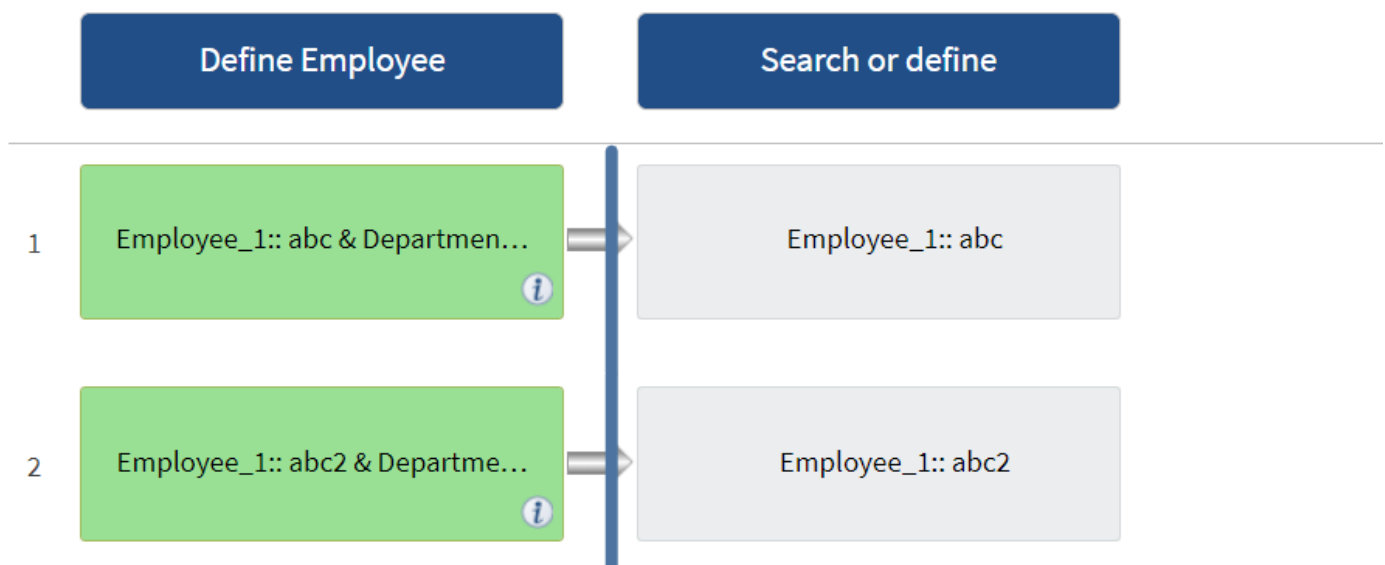 Define Employee
Search or define
1
Employee_1:: abc & Departmen...
i
Employee_1:: abc
2
Employee_1:: abc2 & Departme...
i
Employee_1:: abc2